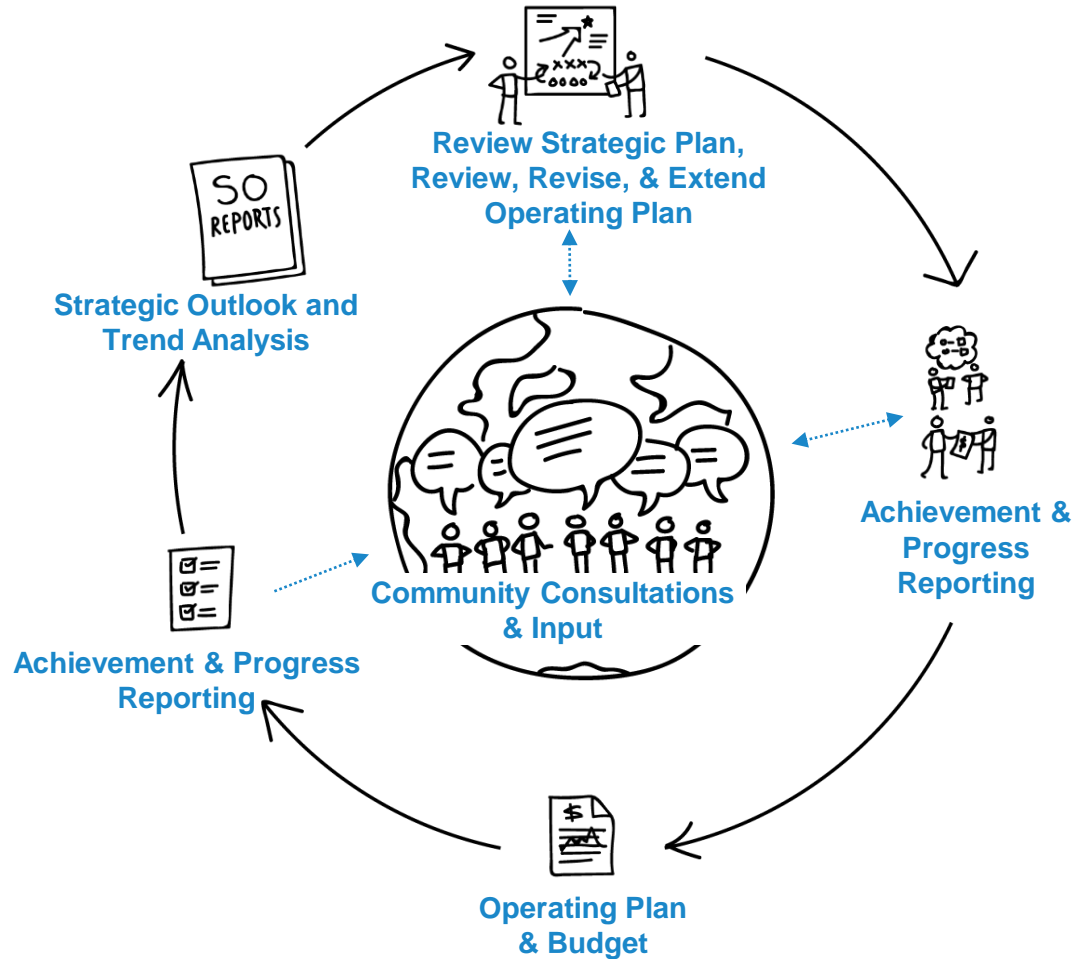 Review Strategic Plan,
Review, Revise, & Extend
Operating Plan
SO
REPORTS
Strategic Outlook and
Trend Analysis
$
Achievement &
Progress
Reporting
Community Consultations
& Input
Achievement & Progress
Reporting
$
Operating Plan
& Budget